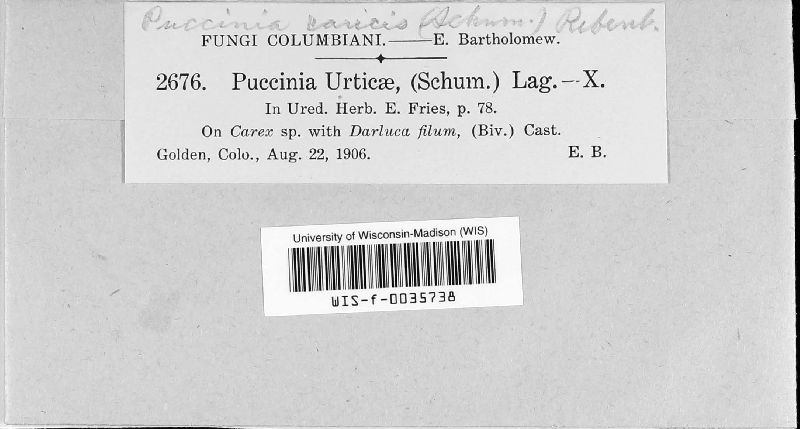 Puccinia caricis (Schum.) Rebent.
FUNGI COLUMBIANI.——E. Bartholomew.
2676. Puccinia Urticæ, (Schum.) Lag.—X.
In Ured. Herb. E. Fries, p. 78.
On Carex sp. with Darluca filum, (Biv.) Cast.
Golden, Colo., Aug. 22, 1906. E. B.
University of Wisconsin-Madison (WIS)
WIS-f-0035738